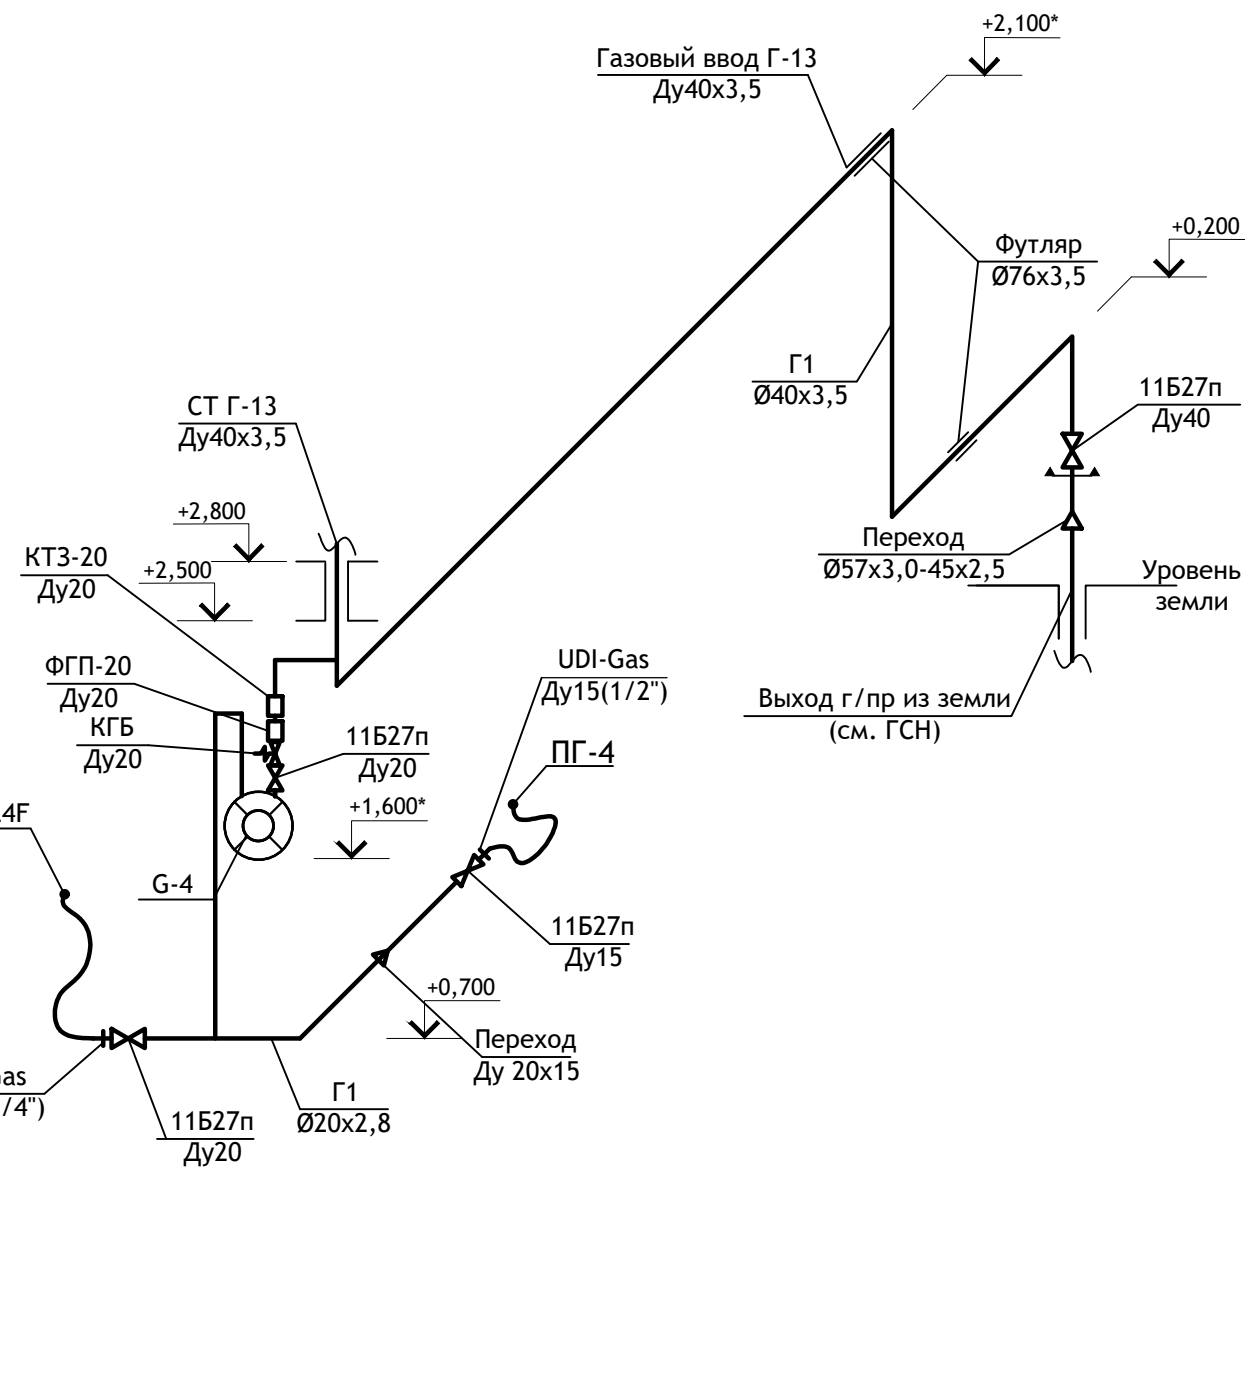 +2,100*
Газовый ввод Г-13
Ду40х3,5
+0,200
Футляр
Ø76х3,5
Г1
Ø40х3,5
11Б27п
Ду40
СТ Г-13
Ду40х3,5
+2,800
+2,500
КТЗ-20
Ду20
Переход
Ø57х3,0-45х2,5
Уровень
земли
ФГП-20
Ду20
КГБ
Ду20
11Б27п
Ду20
UDI-Gas
Ду15(1/2")
ПГ-4
Выход г/пр из земли
(см. ГСН)
+1,600*
4F
G-4
11Б27п
Ду15
+0,700
Переход
Ду 20х15
as
/4")
Г1
Ø20х2,8
11Б27п
Ду20